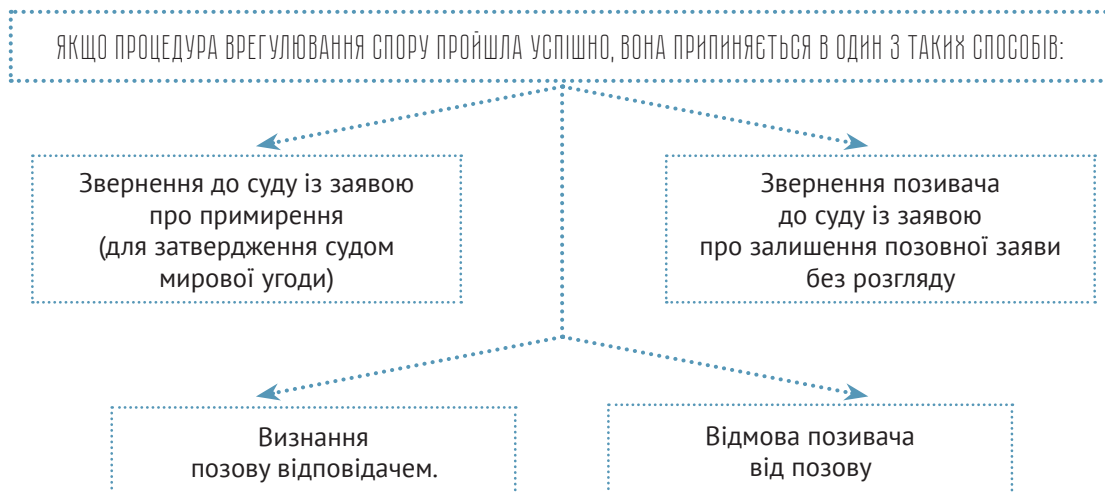 ЯКЩО ПРОЦЕДУРА ВРЕГУЛЮВАННЯ СПОРУ ПРОЙШЛА УСПІШНО, ВОНА ПРИПИНЯЄТЬСЯ В ОДИН З ТАКИХ СПОСОБІВ:
Звернення до суду із заявою
про примирення
(для затвердження судом
мирової угоди)
Звернення позивача
до суду із заявою
про залишення позовної заяви
без розгляду
Визнання
позову відповідачем.
Відмова позивача
від позову